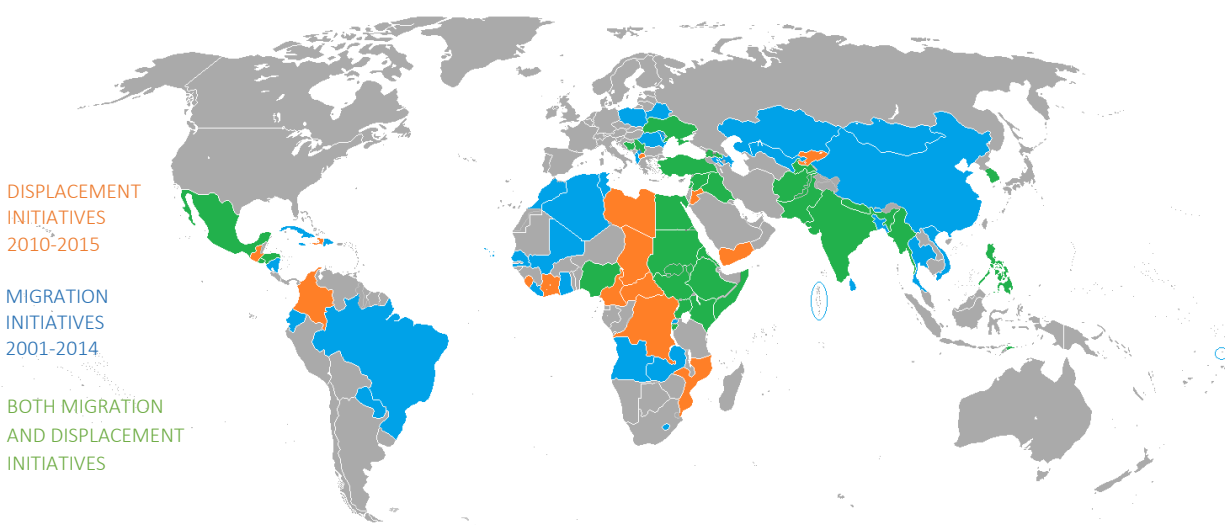 DISPLACEMENT
INITIATIVES
2010-2015
MIGRATION
INITIATIVES
2001-2014
BOTH MIGRATION
AND DISPLACEMENT
INITIATIVES